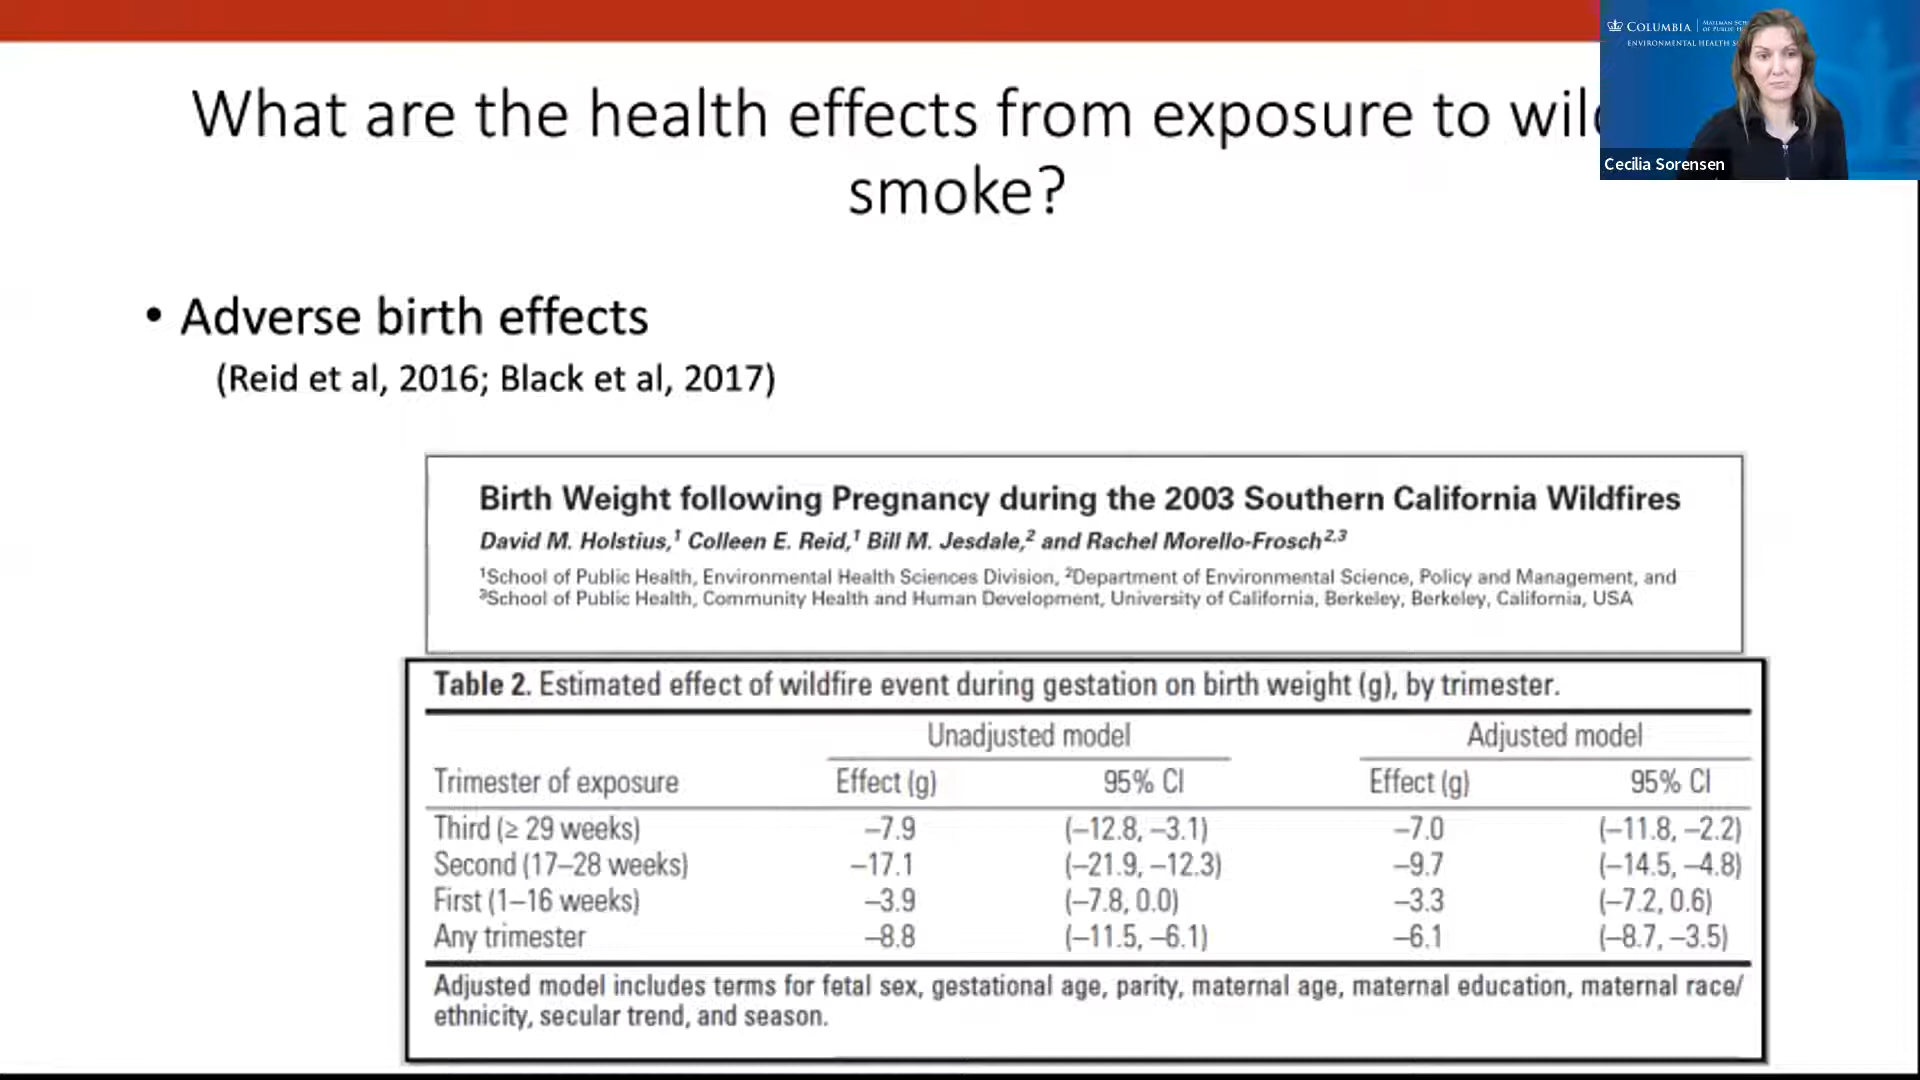 What are the health effects from exposure to
smoke?
COLUMBIA
ENVIRONMENTAL HEALTH
Cecilia Sorensen
• Adverse birth effects
(Reid et al, 2016; Black et al, 2017)
Birth Weight following Pregnancy during the 2003 Southern California Wildfires
David M. Holstius,¹ Colleen E. Reid,¹ Bill M. Jesdale,² and Rachel Morello-Frosch²,³
¹School of Public Health, Environmental Health Sciences Division, ²Department of Environmental Science, Policy and Management, and
³School of Public Health, Community Health and Human Development, University of California, Berkeley, Berkeley, California, USA
Table 2. Estimated effect of wildfire event during gestation on birth weight (g), by trimester.
Unadjusted model Adjusted model
Trimester of exposure Effect (g) 95% CI Effect (g) 95% CI
Third (≥ 29 weeks) –7.9 (–12.8, –3.1) –7.0 (–11.8, –2.2)
Second (17–28 weeks) –17.1 (–21.9, –12.3) –9.7 (–14.5, –4.8)
First (1–16 weeks) –3.9 (–7.8, 0.0) –3.3 (–7.2, 0.6)
Any trimester –8.8 (–11.5, –6.1) –6.1 (–8.7, –3.5)
Adjusted model includes terms for fetal sex, gestational age, parity, maternal age, maternal education, maternal race/
ethnicity, secular trend, and season.